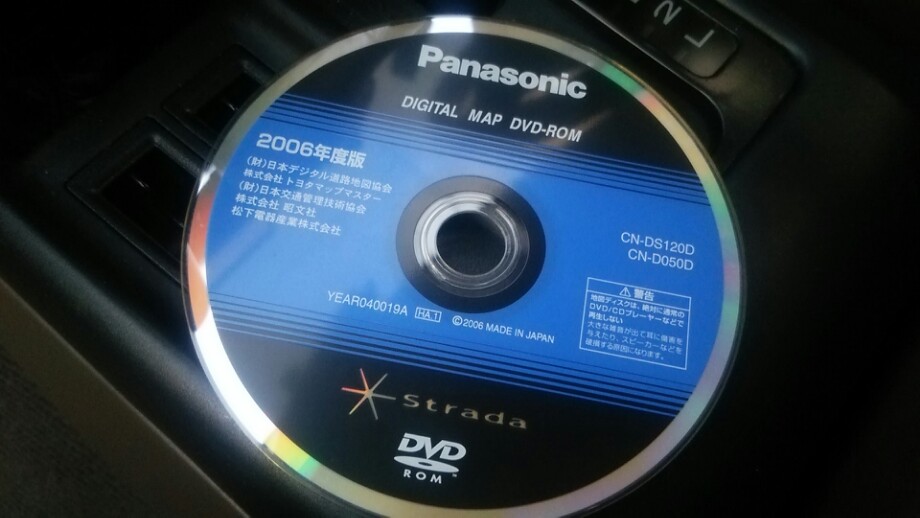 2 L
Panasonic
DIGITAL MAP DVD-ROM
2006年度版
(財)日本デジタル道路地図協会
株式会社 トヨタマップマスター
(財)日本交通管理技術協会
株式会社 昭文社
松下電器産業株式会社
CN-DS120D
CN-D050D
⚠警告
地図ディスクは、絶対に通常の
DVD/CDプレーヤーなどで
再生しない
大きな雑音が出て耳に傷害を
与えたり、スピーカーなどを
破損する原因になります。
YEAR040019A HA 1 ©2006 MADE IN JAPAN
Strada
DVD
ROM